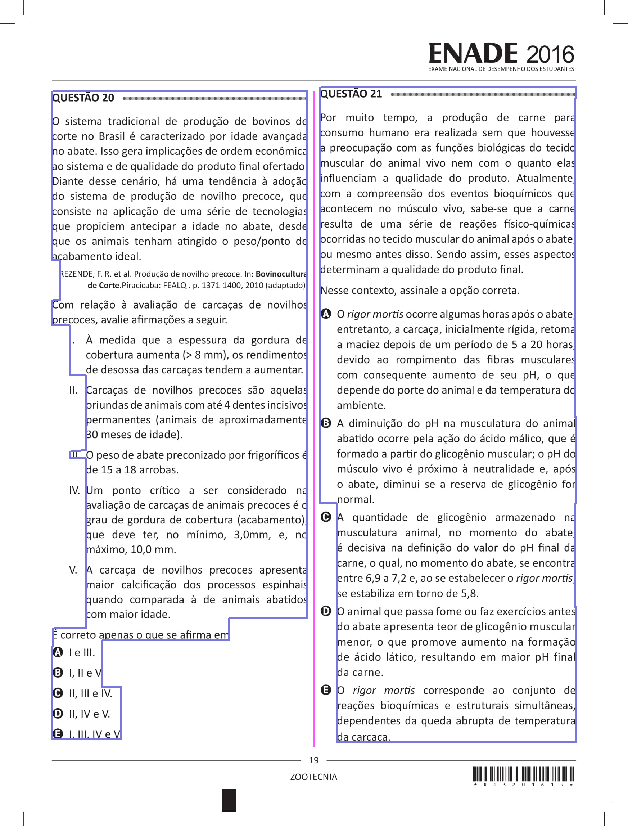 ENADE 2016
EXAME NACIONAL DE DESEMPENHO DOS ESTUDANTES
QUESTÃO 20
O sistema tradicional de produção de bovinos de
corte no Brasil é caracterizado por idade avançada
no abate. Isso gera implicações de ordem econômica
ao sistema e de qualidade do produto final ofertado.
Diante desse cenário, há uma tendência à adoção
do sistema de produção de novilho precoce, que
consiste na aplicação de uma série de tecnologias
que propiciem antecipar a idade no abate, desde
que os animais tenham atingido o peso/ponto de
acabamento ideal.
REZENDE, F. R. et al. Produção de novilho precoce. In: Bovinocultura
de Corte.Piracicaba: FEALQ . p. 1371-1400, 2010 (adaptado).
Com relação à avaliação de carcaças de novilhos
precoces, avalie afirmações a seguir.
I. À medida que a espessura da gordura de
cobertura aumenta (> 8 mm), os rendimentos
de desossa das carcaças tendem a aumentar.
II. Carcaças de novilhos precoces são aquelas
oriundas de animais com até 4 dentes incisivos
permanentes (animais de aproximadamente
30 meses de idade).
III. O peso de abate preconizado por frigoríficos é
de 15 a 18 arrobas.
IV. Um ponto crítico a ser considerado na
avaliação de carcaças de animais precoces é o
grau de gordura de cobertura (acabamento),
que deve ter, no mínimo, 3,0mm, e, no
máximo, 10,0 mm.
V. A carcaça de novilhos precoces apresenta
maior calcificação dos processos espinhais
quando comparada à de animais abatidos
com maior idade.
É correto apenas o que se afirma em
A I e III.
B I, II e V.
C II, III e IV.
D II, IV e V.
E I, III, IV e V.
QUESTÃO 21
Por muito tempo, a produção de carne para
consumo humano era realizada sem que houvesse
a preocupação com as funções biológicas do tecido
muscular do animal vivo nem com o quanto elas
influenciam a qualidade do produto. Atualmente,
com a compreensão dos eventos bioquímicos que
acontecem no músculo vivo, sabe-se que a carne
resulta de uma série de reações físico-químicas
ocorridas no tecido muscular do animal após o abate,
ou mesmo antes disso. Sendo assim, esses aspectos
determinam a qualidade do produto final.
Nesse contexto, assinale a opção correta.
A O rigor mortis ocorre algumas horas após o abate,
entretanto, a carcaça, inicialmente rígida, retoma
a maciez depois de um período de 5 a 20 horas,
devido ao rompimento das fibras musculares
com consequente aumento de seu pH, o que
depende do porte do animal e da temperatura do
ambiente.
B A diminuição do pH na musculatura do animal
abatido ocorre pela ação do ácido málico, que é
formado a partir do glicogênio muscular; o pH do
músculo vivo é próximo à neutralidade e, após
o abate, diminui se a reserva de glicogênio for
normal.
C A quantidade de glicogênio armazenado na
musculatura animal, no momento do abate,
é decisiva na definição do valor do pH final da
carne, o qual, no momento do abate, se encontra
entre 6,9 a 7,2 e, ao se estabelecer o rigor mortis,
se estabiliza em torno de 5,8.
D O animal que passa fome ou faz exercícios antes
do abate apresenta teor de glicogênio muscular
menor, o que promove aumento na formação
de ácido lático, resultando em maior pH final
da carne.
E O rigor mortis corresponde ao conjunto de
reações bioquímicas e estruturais simultâneas,
dependentes da queda abrupta de temperatura
da carcaça.
19
ZOOTECNIA